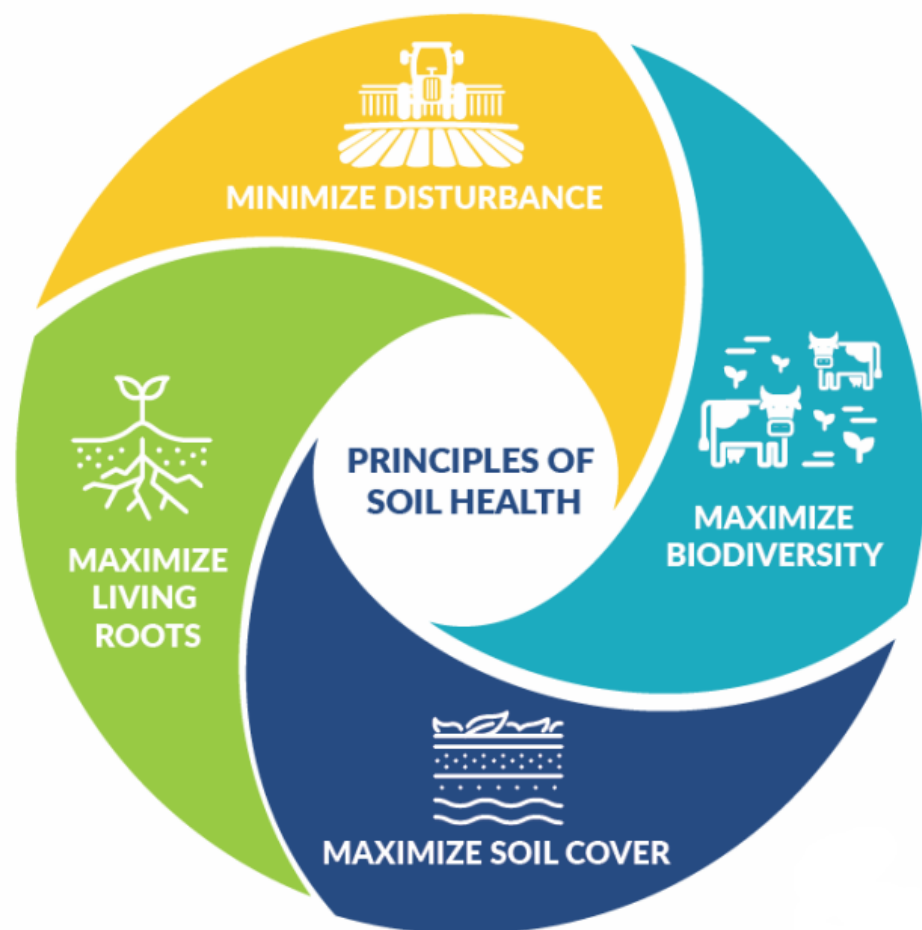 MINIMIZE DISTURBANCE
PRINCIPLES OF
SOIL HEALTH
MAXIMIZE
BIODIVERSITY
MAXIMIZE
LIVING
ROOTS
MAXIMIZE SOIL COVER